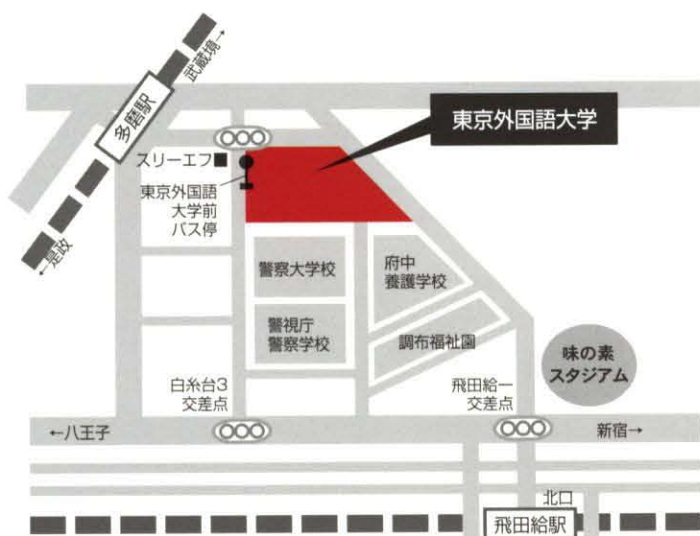 武蔵境→
多磨駅
←是政
東京外国語大学
スリーエフ■
東京外国語
大学前
バス停
警察大学校
府中
養護学校
警視庁
警察学校
調布福祉園
味の素
スタジアム
白糸台3
交差点
飛田給一
交差点
←八王子
新宿→
北口
飛田給駅